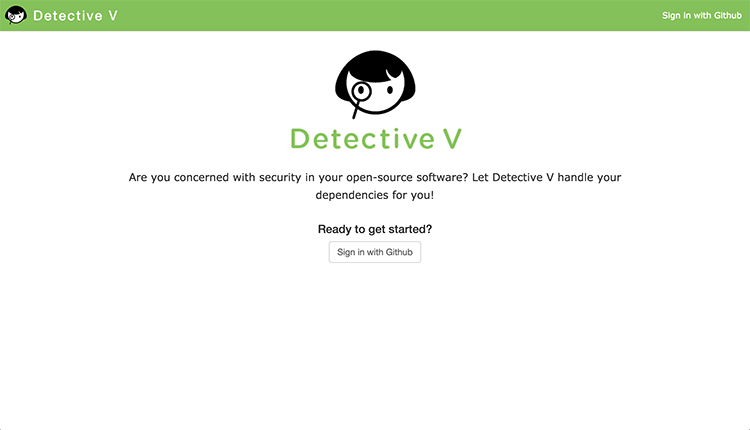 Detective V
Sign in with Github
Detective V
Are you concerned with security in your open-source software? Let Detective V handle your
dependencies for you!
Ready to get started?
Sign in with Github